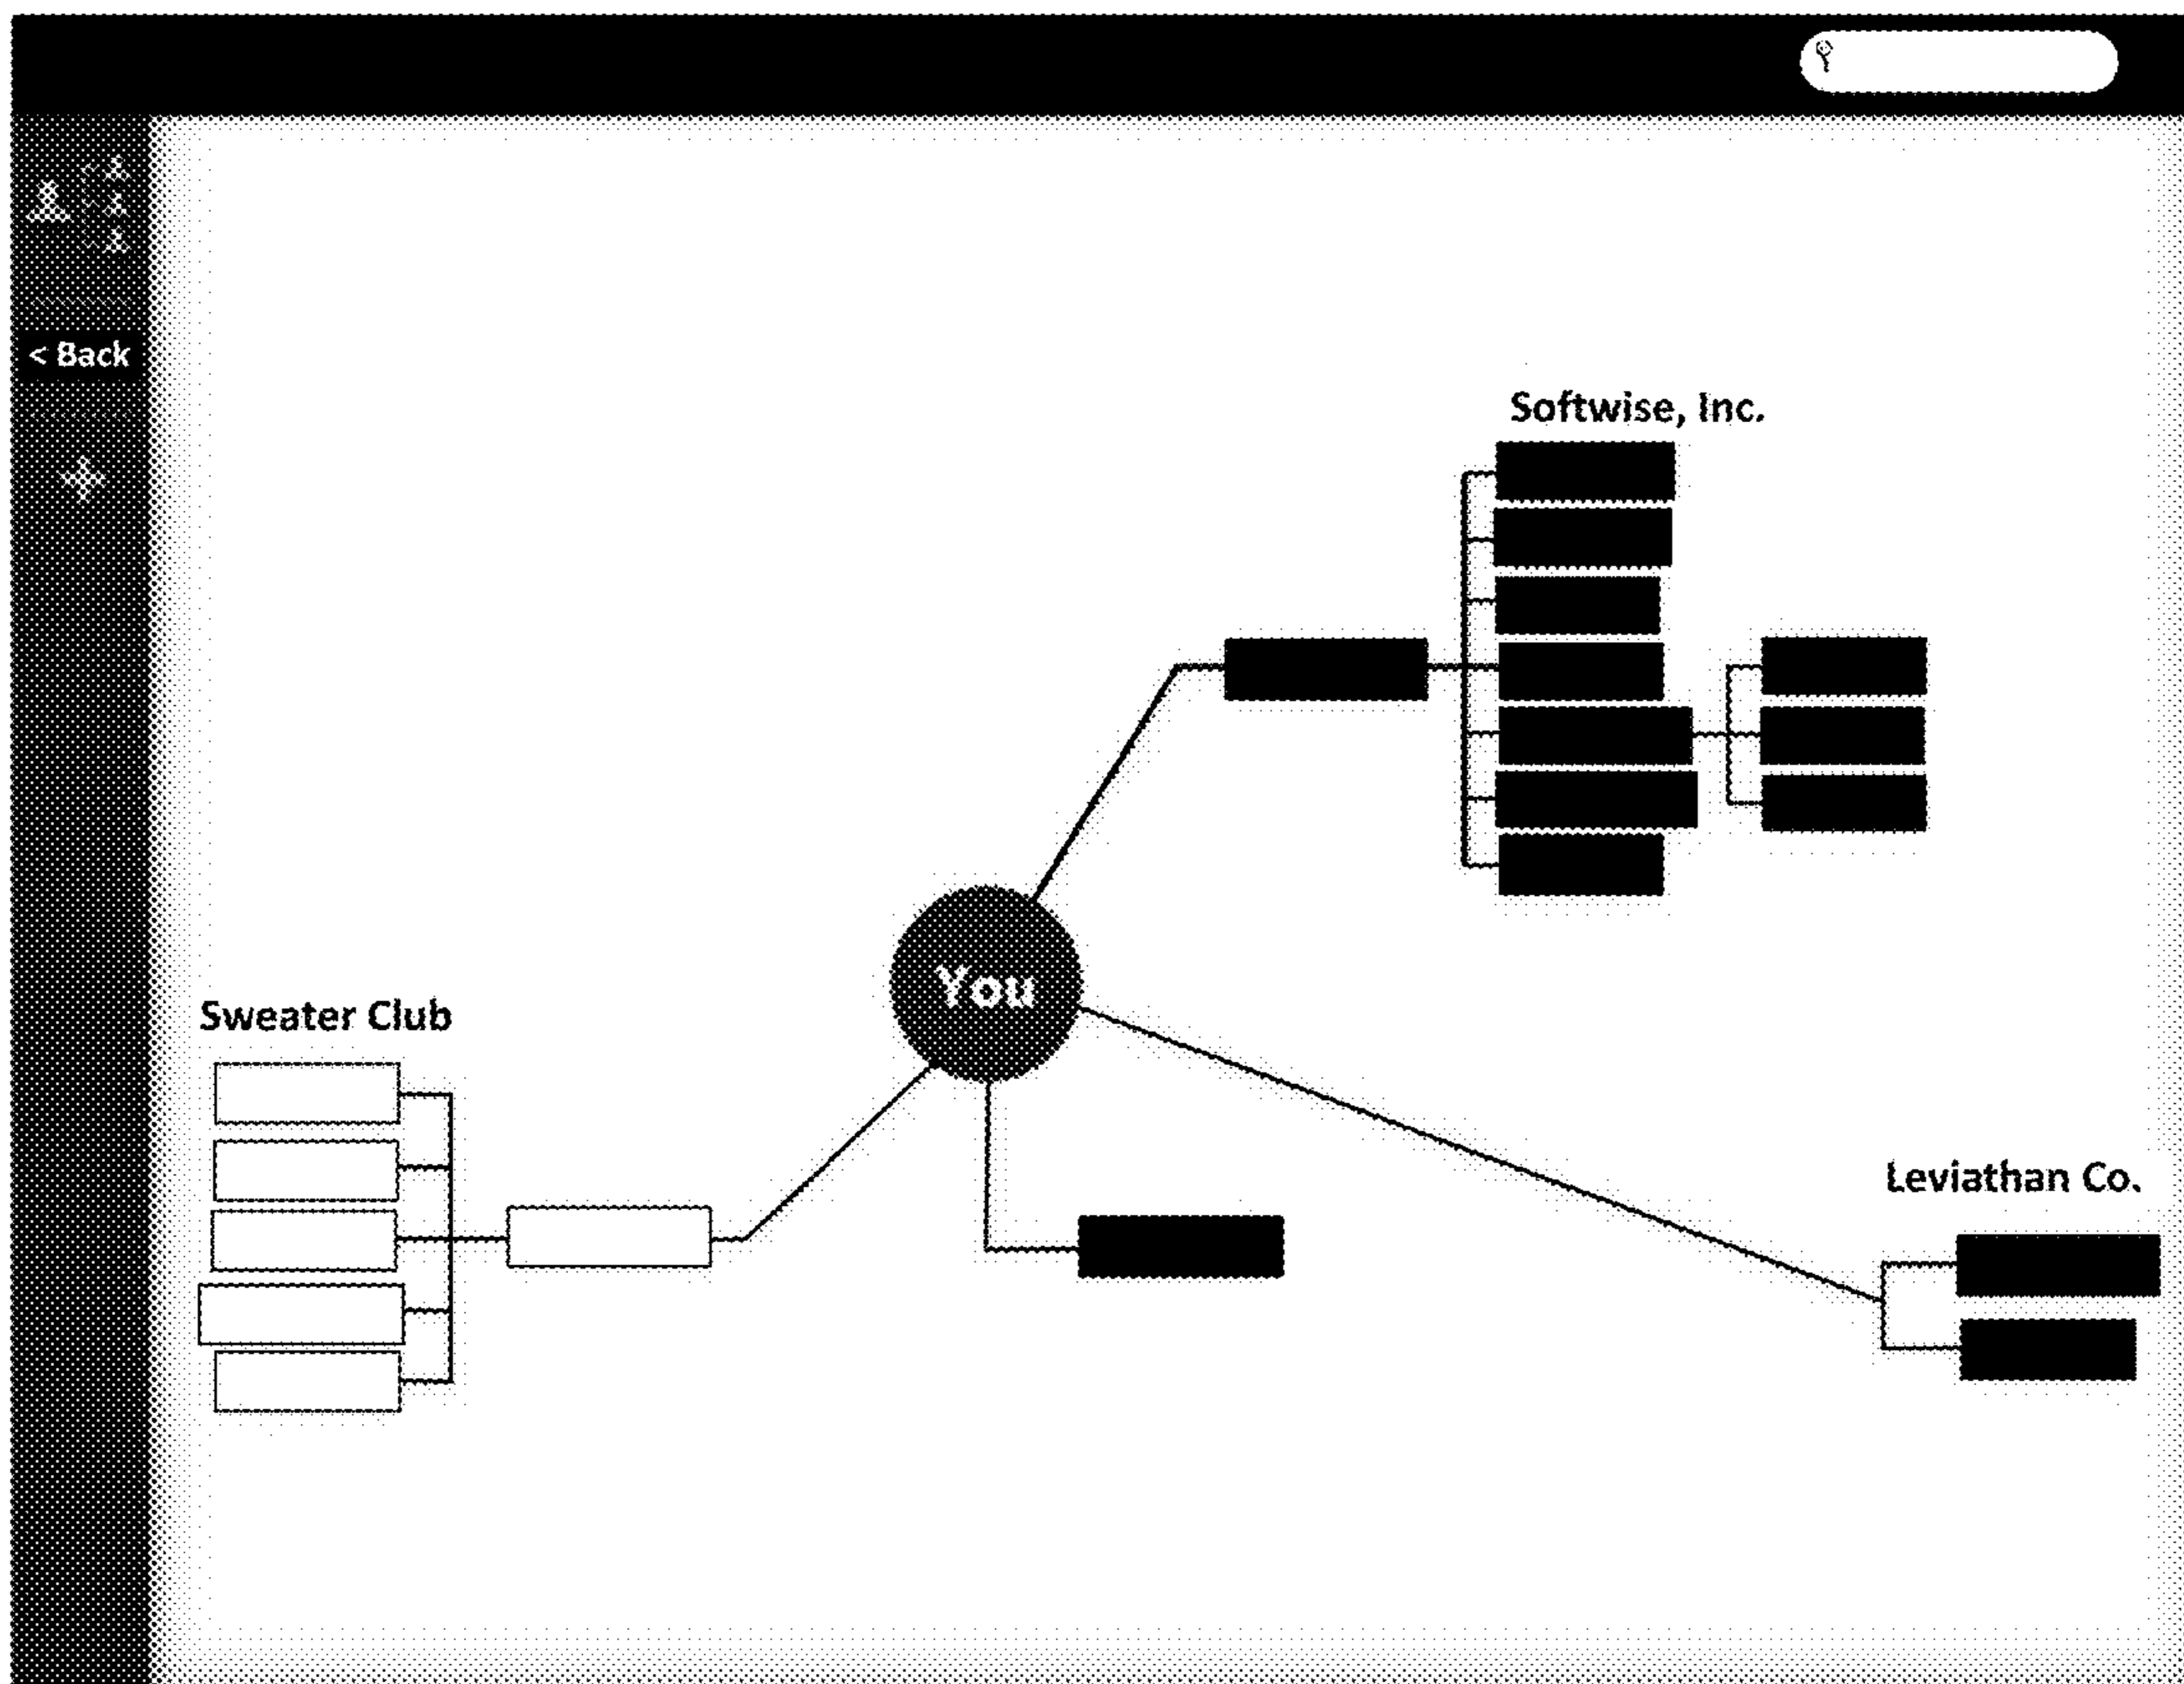 < Back
Softwise, Inc.
You
Sweater Club
Leviathan Co.